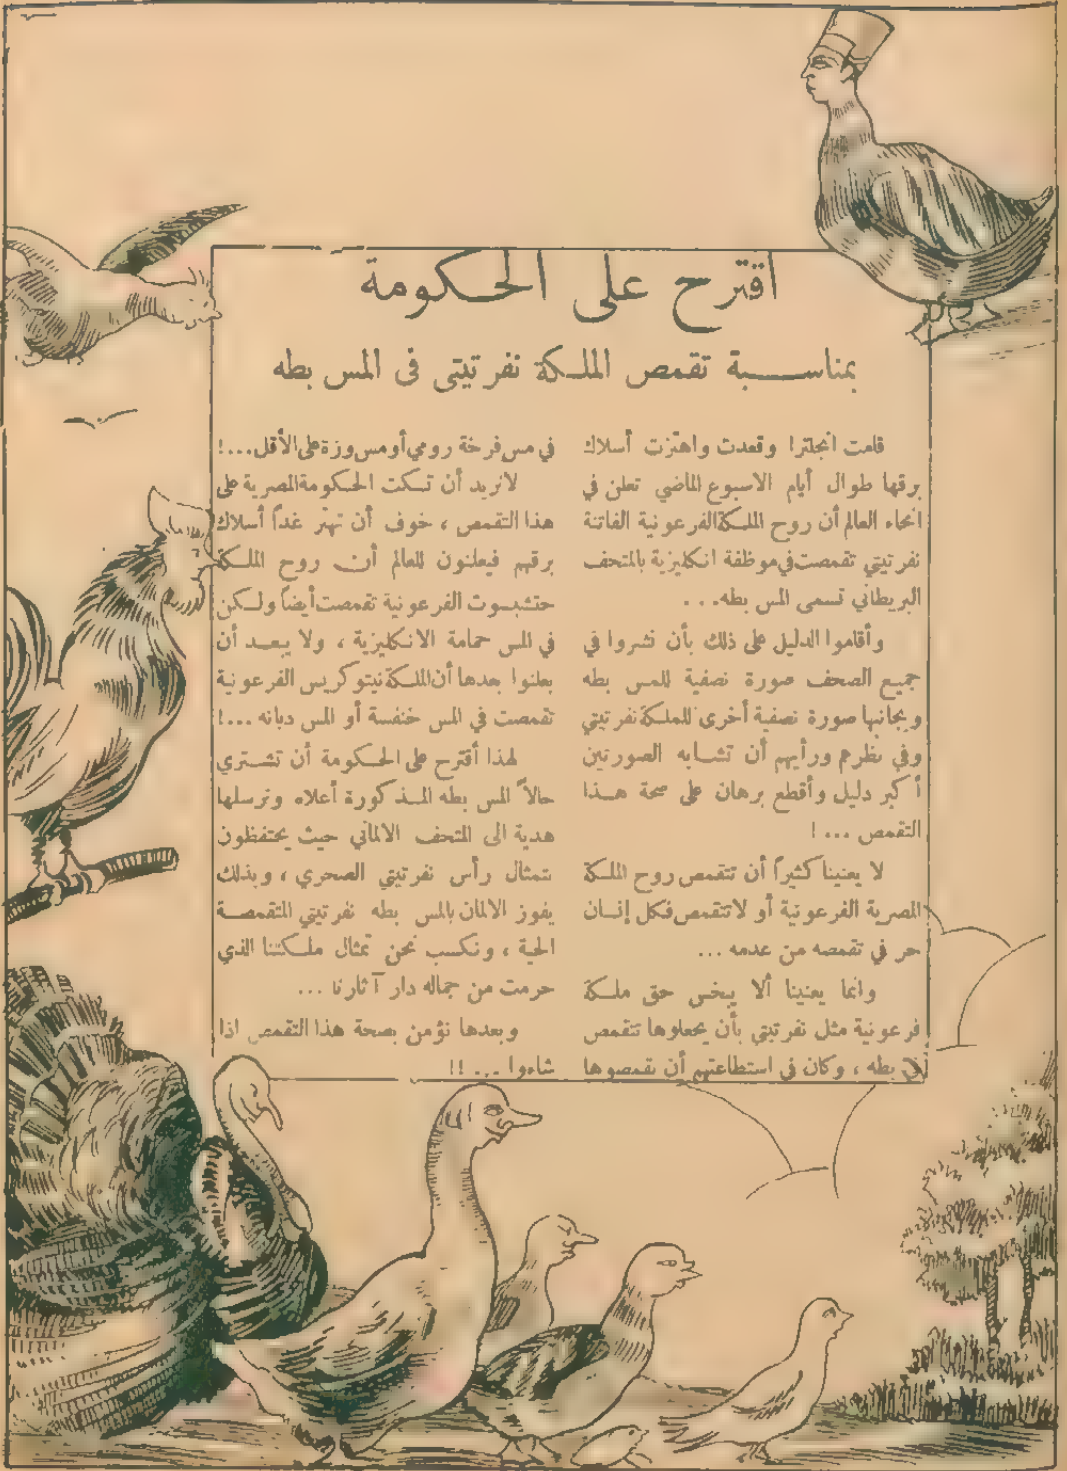 أقترح على الحكومة
بمناسبة تقمص الملكة نفرتيتي في المس بطه
قامت انجلترا وقعدت واهتزت أسلاك
برقها طوال أيام الاسبوع الماضي تعلن في
انحاء العالم أن روح الملكة الفرعونية الفاتنة
نفرتيتي تقمصت في موظفة انكليزية بالمتحف
البريطاني تسمى المس بطه...
وأقاموا الدليل على ذلك بأن نشروا في
جميع الصحف صورة نصفية للمس بطه
وبجانبها صورة نصفية أخرى للملكة نفرتيتي
وفي نظرهم ورأيهم أن تشابه الصورتين
أكبر دليل وأقطع برهان على صحة هذا
التقمص ... !
لا يعنينا كثيراً أن تتقمص روح الملكة
المصرية الفرعونية أو لا تتقمص فكل إنسان
حر في تقمصه من عدمه ...
وانما يعنينا ألا يبخس حق ملكة
فرعونية مثل نفرتيتي بأن يجعلوها تتقمص
في بطه ، وكان في استطاعتهم أن يقمصوها
في مس فرخة رومي أو مس وزة على الأقل....!
لا نريد أن تسكت الحكومة المصرية على
هذا التقمص ، خوف أن تهتز غداً أسلاك
برقهم فيعلنون للعالم أن روح الملكة
حتشبسوت الفرعونية تقمصت أيضاً ولكن
في المس حمامة الانكليزية ، ولا يبعد أن
يعلنوا بعدها أن الملكة نيتوكريس الفرعونية
تقمصت في المس خنفسة أو المس دبانه ...!
لهذا أقترح على الحكومة أن تشتري
حالاً المس بطه المذكورة أعلاه وترسلها
هدية الى المتحف الالماني حيث يحتفظون
بتمثال رأس نفرتيتي الصخري ، وبذلك
يفوز الالمان بالمس بطه نفرتيتي المتقمصة
الحية ، ونكسب نحن تمثال ملكتنا الذي
حرمت من جماله دار آثارنا ...
وبعدها نؤمن بصحة هذا التقمص اذا
شاءوا ... !!